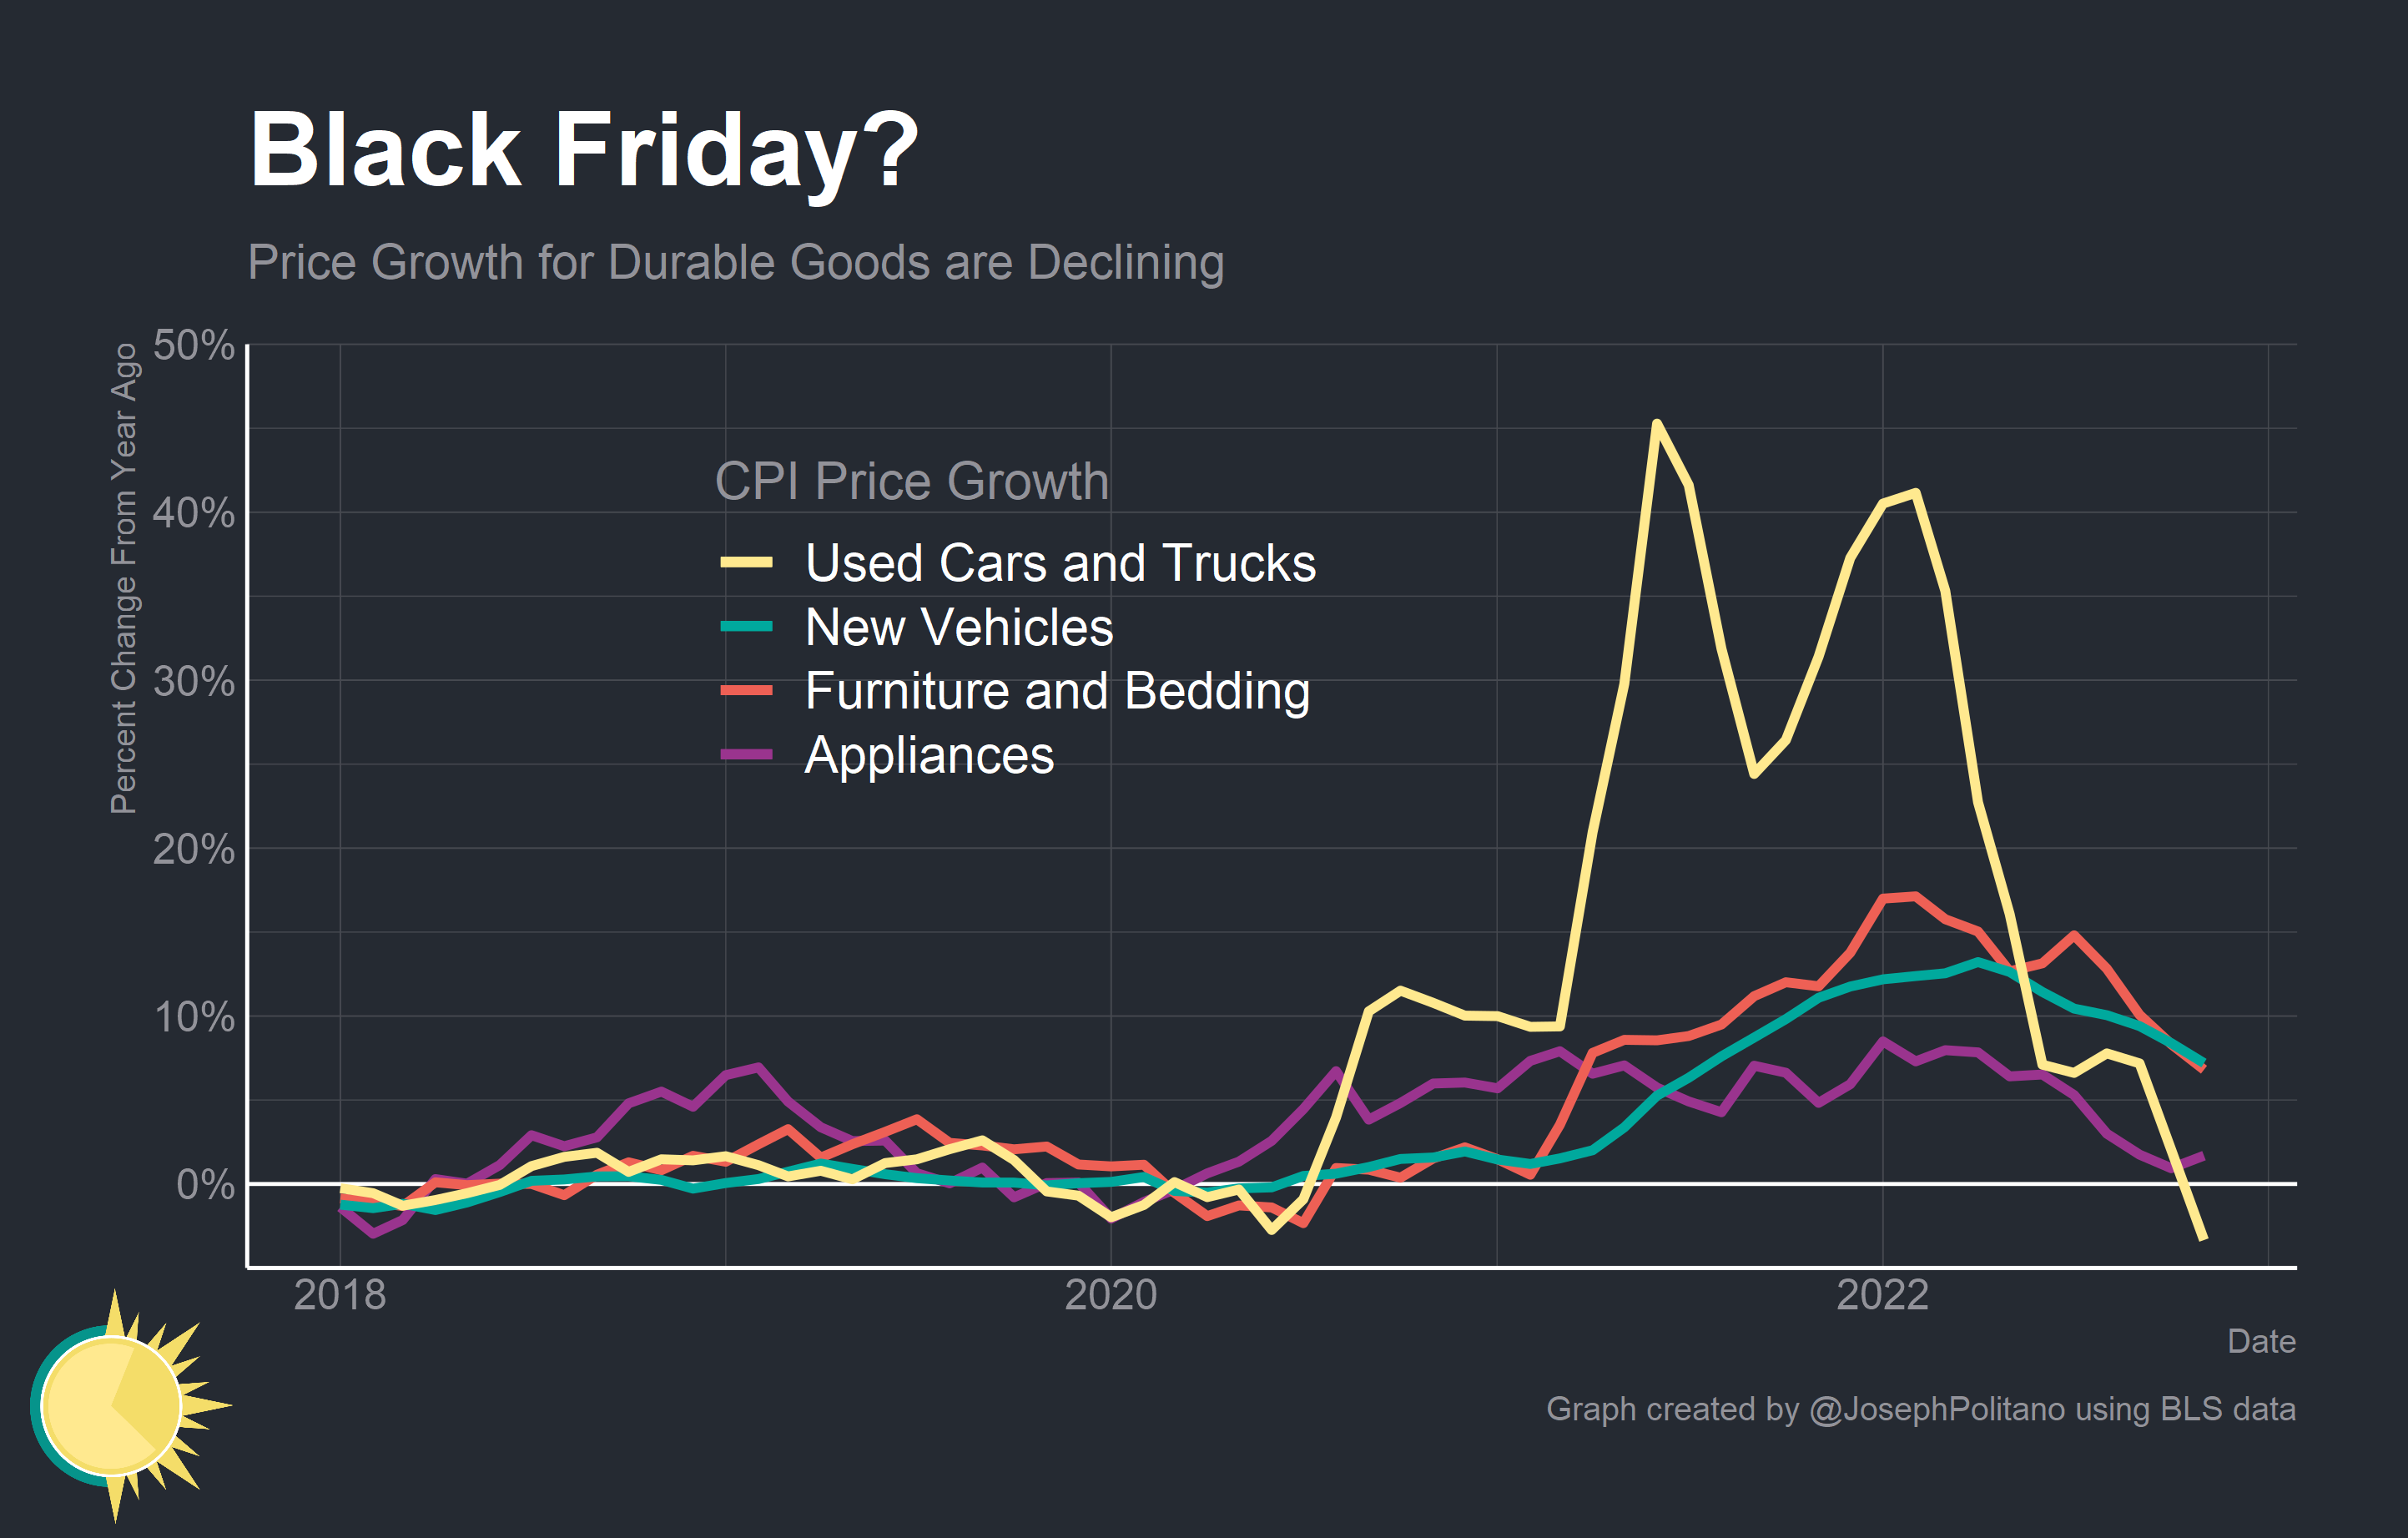 Black Friday?
Price Growth for Durable Goods are Declining
Percent Change From Year Ago
50%
40%
30%
20%
10%
0%
CPI Price Growth
Used Cars and Trucks
New Vehicles
Furniture and Bedding
Appliances
2018
2020
2022
Date
Graph created by @JosephPolitano using BLS data